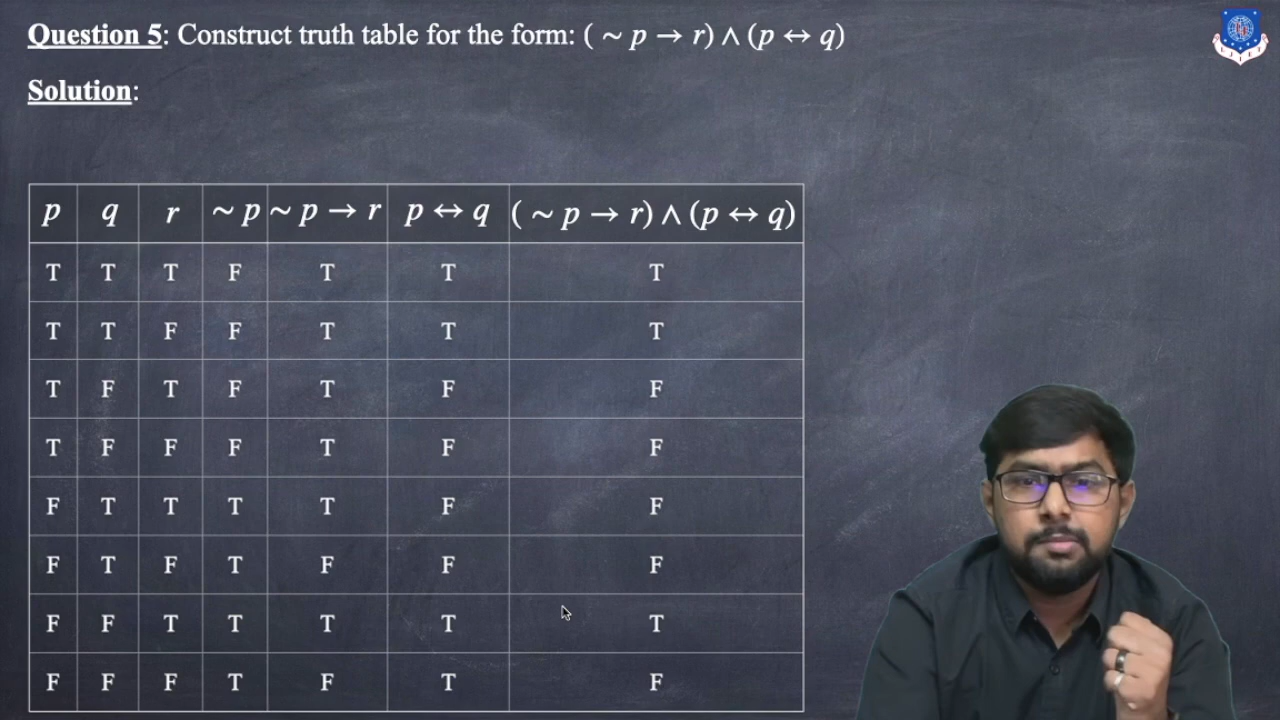 Question 5: Construct truth table for the form: ( ~ p → r) ∧ (p ↔ q)
Solution:
p q r ~ p ~ p → r p ↔ q ( ~ p → r) ∧ (p ↔ q)
T T T F T T T
T T F F T T T
T F T F T F F
T F F F T F F
F T T T T F F
F T F T F F F
F F T T T T T
F F F T F T F